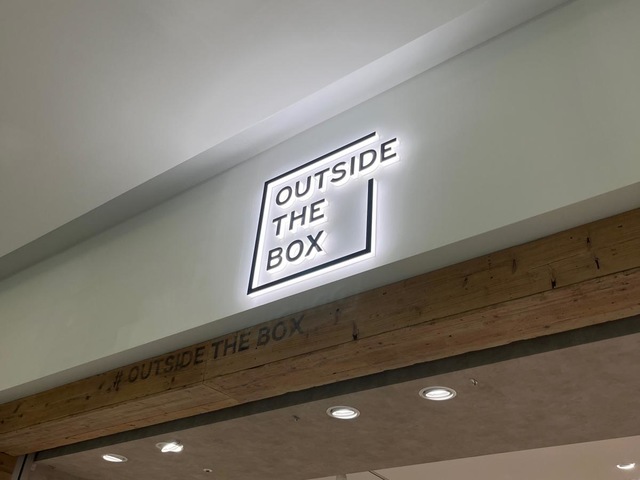 OUTSIDE
THE
BOX
# OUTSIDE THE BOX